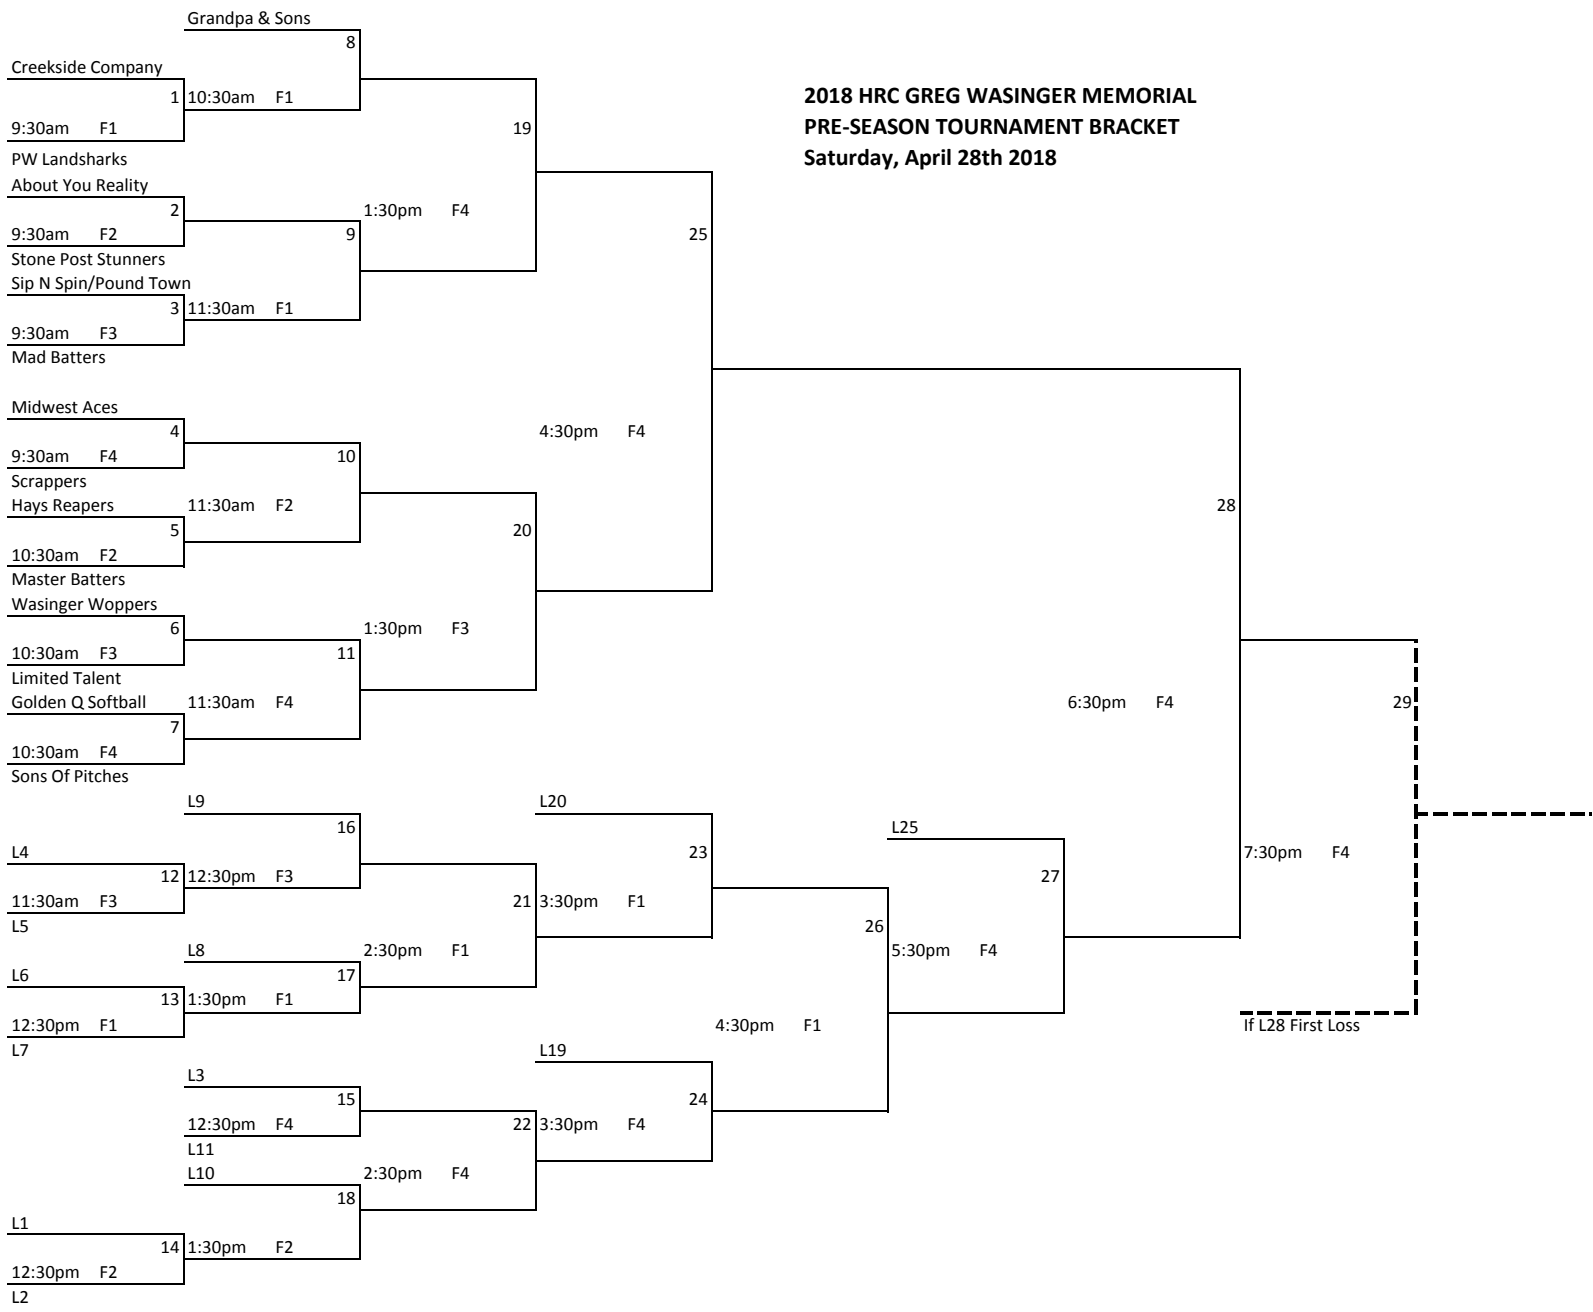 Grandpa & Sons
8
Creekside Company
1 10:30am F1
2018 HRC GREG WASINGER MEMORIAL
PRE-SEASON TOURNAMENT BRACKET
Saturday, April 28th 2018
9:30am F1
19
PW Landsharks
About You Reality
2
1:30pm F4
9:30am F2
9
25
Stone Post Stunners
Sip N Spin/Pound Town
3 11:30am F1
9:30am F3
Mad Batters
Midwest Aces
4
4:30pm F4
9:30am F4
10
Scrappers
Hays Reapers
11:30am F2
28
5
20
10:30am F2
Master Batters
Wasinger Woppers
6
1:30pm F3
10:30am F3
11
Limited Talent
Golden Q Softball
11:30am F4
6:30pm F4
29
7
10:30am F4
Sons Of Pitches
L9
L20
16
L25
L4
23
7:30pm F4
12 12:30pm F3
27
11:30am F3
21 3:30pm F1
L5
26
L8
2:30pm F1
5:30pm F4
L6
17
13 1:30pm F1
12:30pm F1
4:30pm F1
If L28 First Loss
L7
L19
L3
15
24
12:30pm F4
22 3:30pm F4
L11
L10
2:30pm F4
18
L1
14 1:30pm F2
12:30pm F2
L2